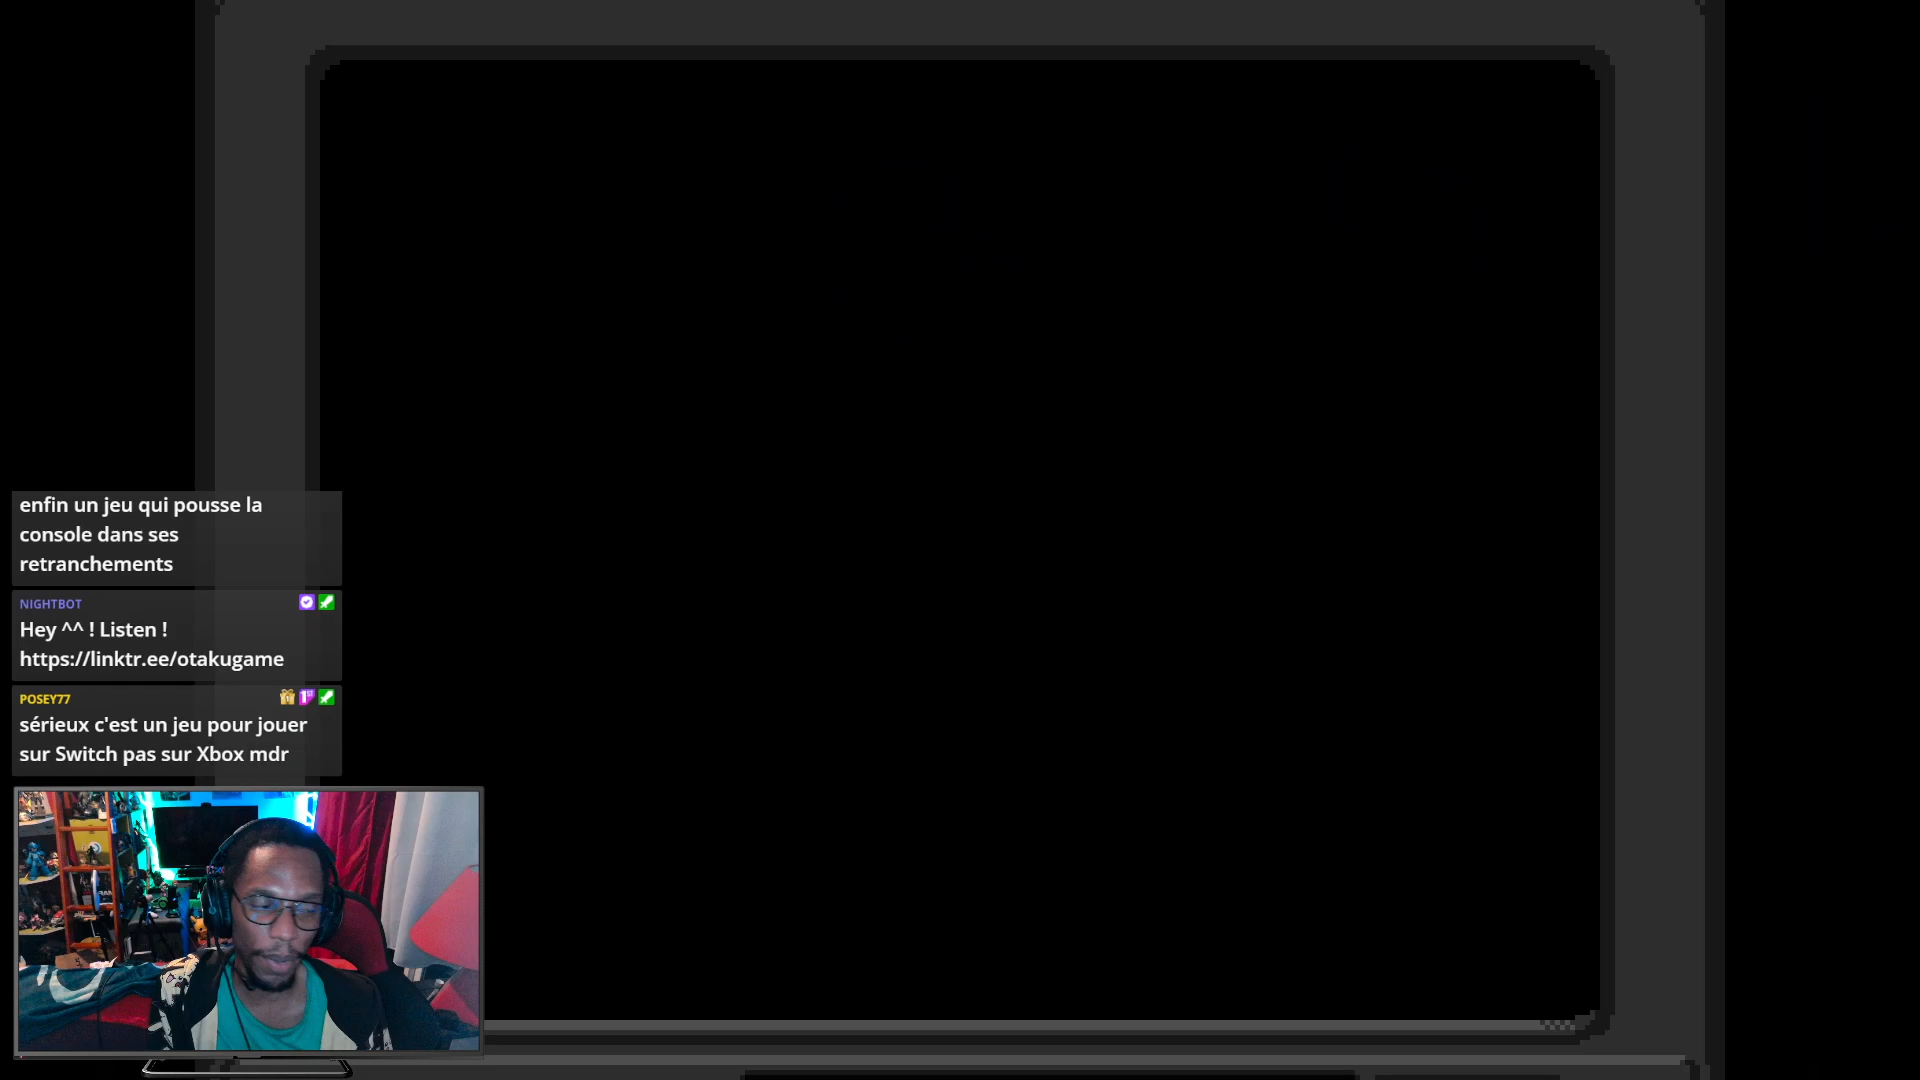 enfin un jeu qui pousse la
console dans ses
retranchements
NIGHTBOT
Hey ^^ ! Listen !
https://linktr.ee/otakugame
POSEY77
sérieux c'est un jeu pour jouer
sur Switch pas sur Xbox mdr